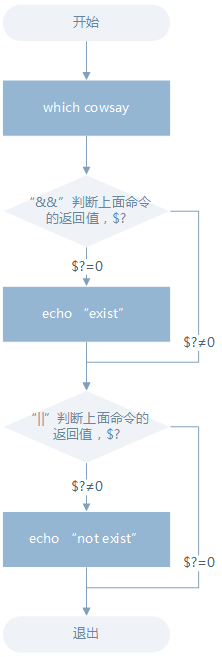 开始
which cowsay
“&&”判断上面命令
的返回值，$?
$?=0
echo “exist”
$?≠0
“||”判断上面命令的
返回值，$?
$?≠0
echo “not exist”
$?=0
退出